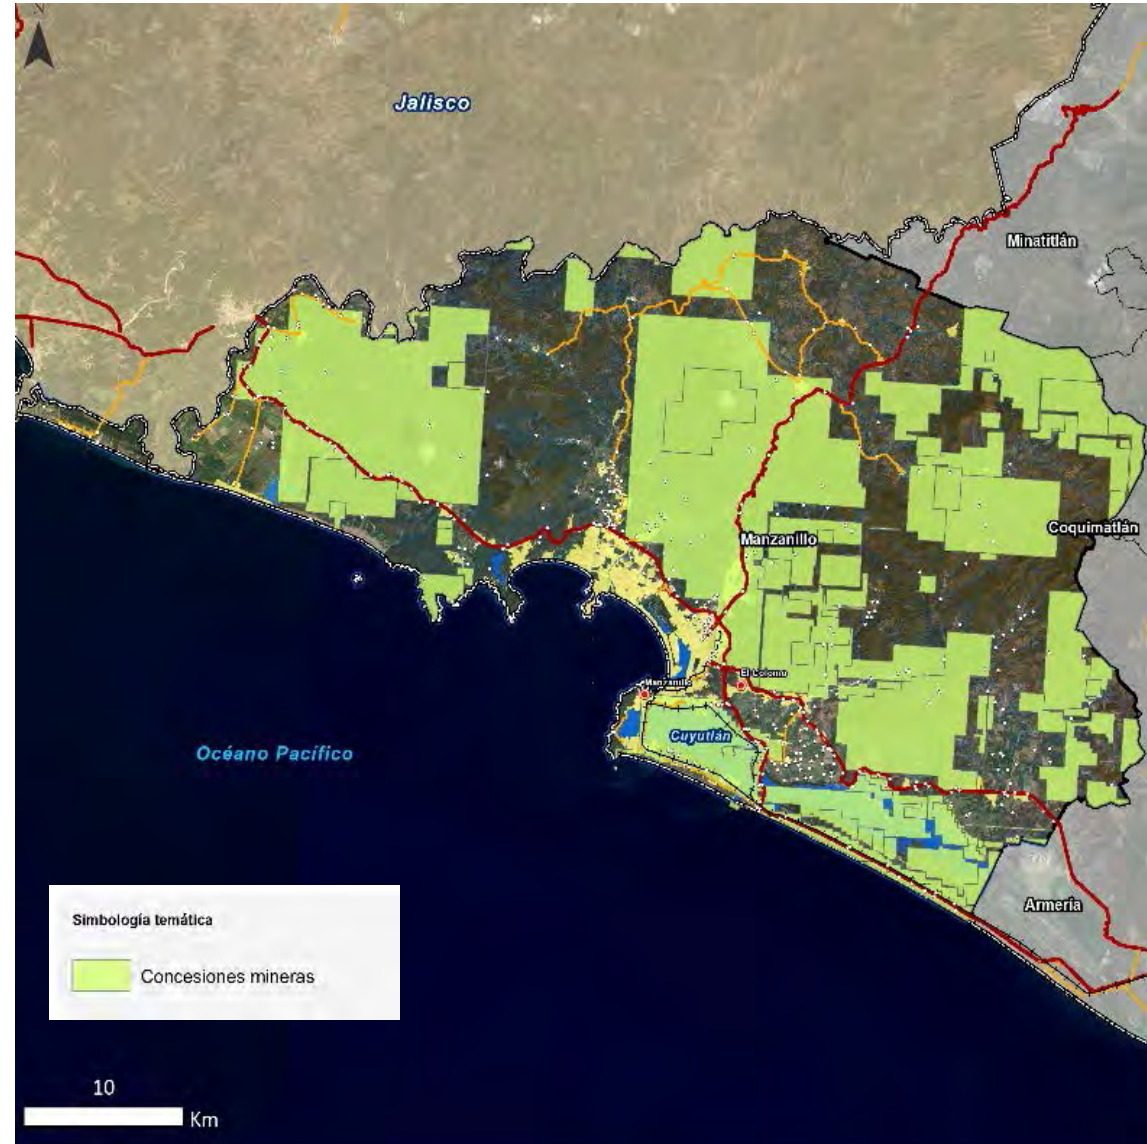 N
Jalisco
Minatitlán
Coquimatlán
Manzanillo
El Colomo
Manzanillo
Cuyutlán
Océano Pacífico
Armería
Simbología temática
Concesiones mineras
10
Km